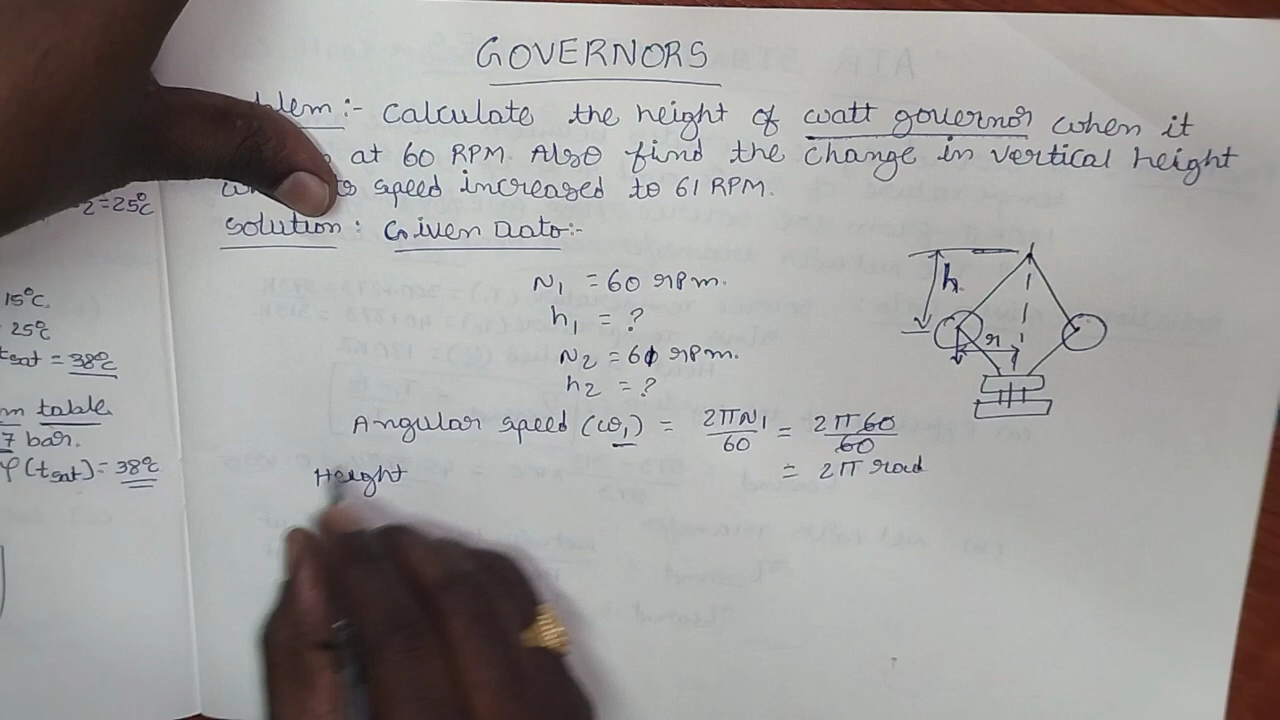 GOVERNORS
blem :- Calculate the height of watt governor when it
at 60 RPM. Also find the change in vertical height
speed increased to 61 RPM.
Solution : Given Data:-
N1 = 60 rpm.
h1 = ?
N2 = 61 rpm.
h2 = ?
h
r
Angular speed (ω1) = 2πN1/60 = 2π60/60
= 2π rad
Height
2=25°C
15°C.
25°C
tsat = 38°C
m table
7 bar.
φ(tsat) = 38°C